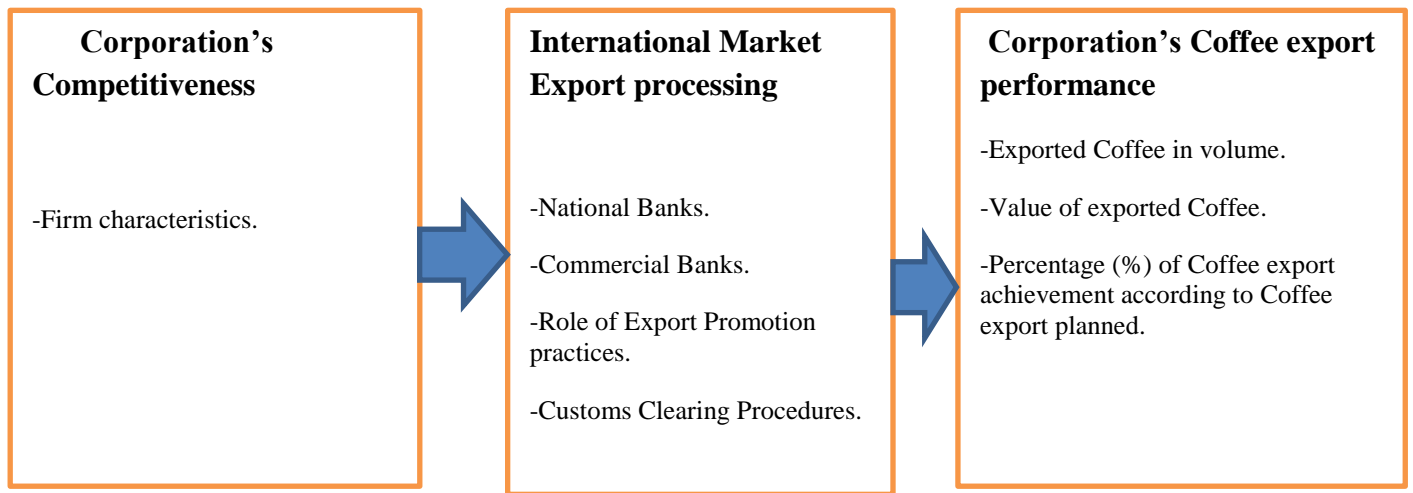 Corporation’s
Competitiveness
-Firm characteristics.
International Market
Export processing
-National Banks.
-Commercial Banks.
-Role of Export Promotion
practices.
-Customs Clearing Procedures.
Corporation’s Coffee export
performance
-Exported Coffee in volume.
-Value of exported Coffee.
-Percentage (%) of Coffee export
achievement according to Coffee
export planned.